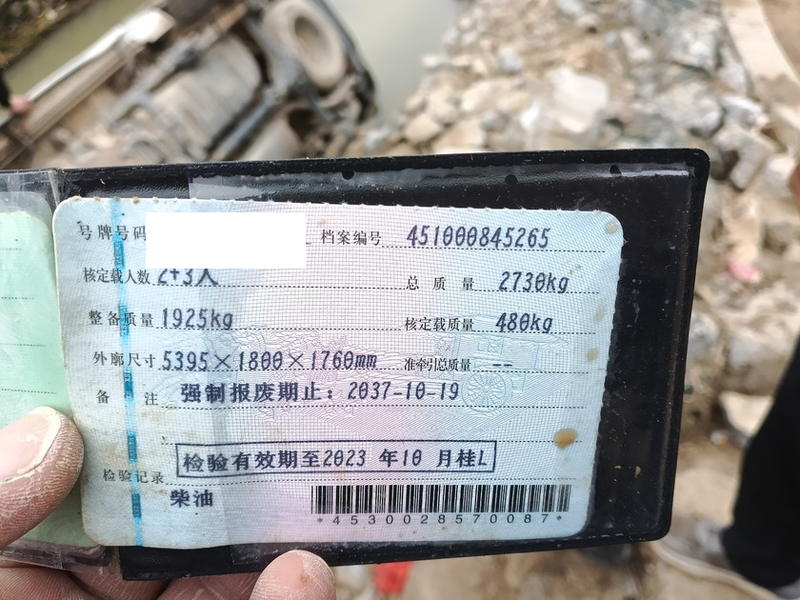 号牌号码 档案编号 451000845265
核定载人数 2+3人 总质量 2730kg
整备质量 1925kg 核定载质量 480kg
外廓尺寸 5395×1800×1760mm 准牵引总质量 --
备注 强制报废期止：2037-10-19
检验记录 检验有效期至2023 年10 月桂L
柴油
*4530028570087*